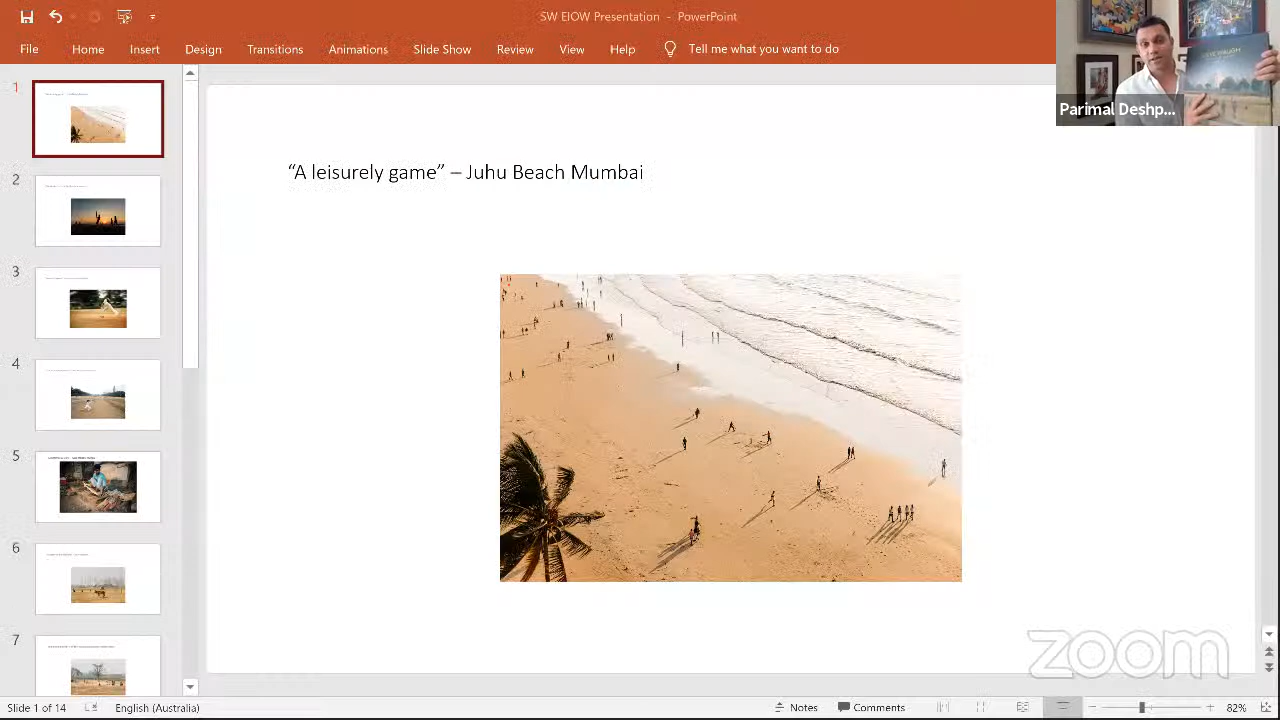 SW EIOW Presentation - PowerPoint
File Home Insert Design Transitions Animations Slide Show Review View Help Tell me what you want to do
Parimal Deshp...
“A leisurely game” – Juhu Beach Mumbai
1
2
3
4
5
6
7
zoom
Slide 1 of 14 English (Australia) Notes Comments 82%